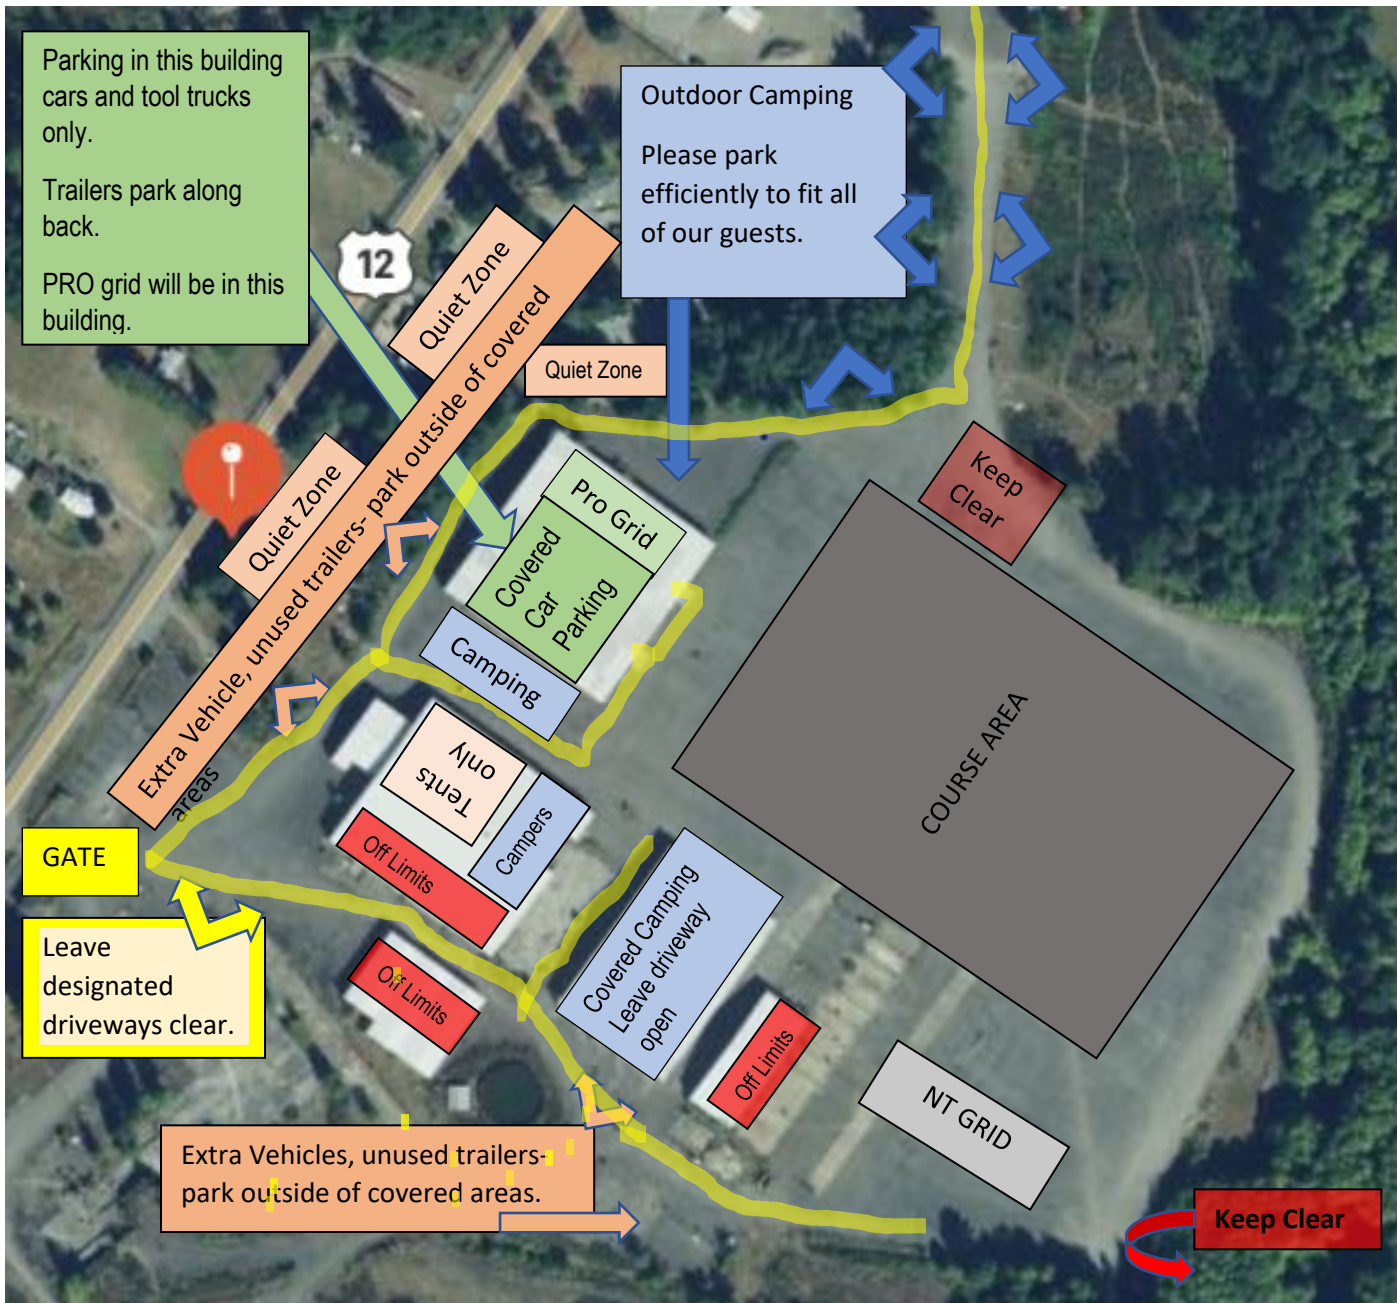 Parking in this building
cars and tool trucks
only.
Trailers park along
back.
PRO grid will be in this
building.
Outdoor Camping
Please park
efficiently to fit all
of our guests.
12
Quiet Zone
Quiet Zone
Quiet Zone
Extra Vehicle, unused trailers- park outside of covered
areas
Keep
Clear
Pro Grid
Covered
Car
Parking
Camping
Tents
only
Campers
Off Limits
COURSE AREA
GATE
Leave
designated
driveways clear.
Off Limits
Covered Camping
Leave driveway
open
Off Limits
NT GRID
Extra Vehicles, unused trailers-
park outside of covered areas.
Keep Clear